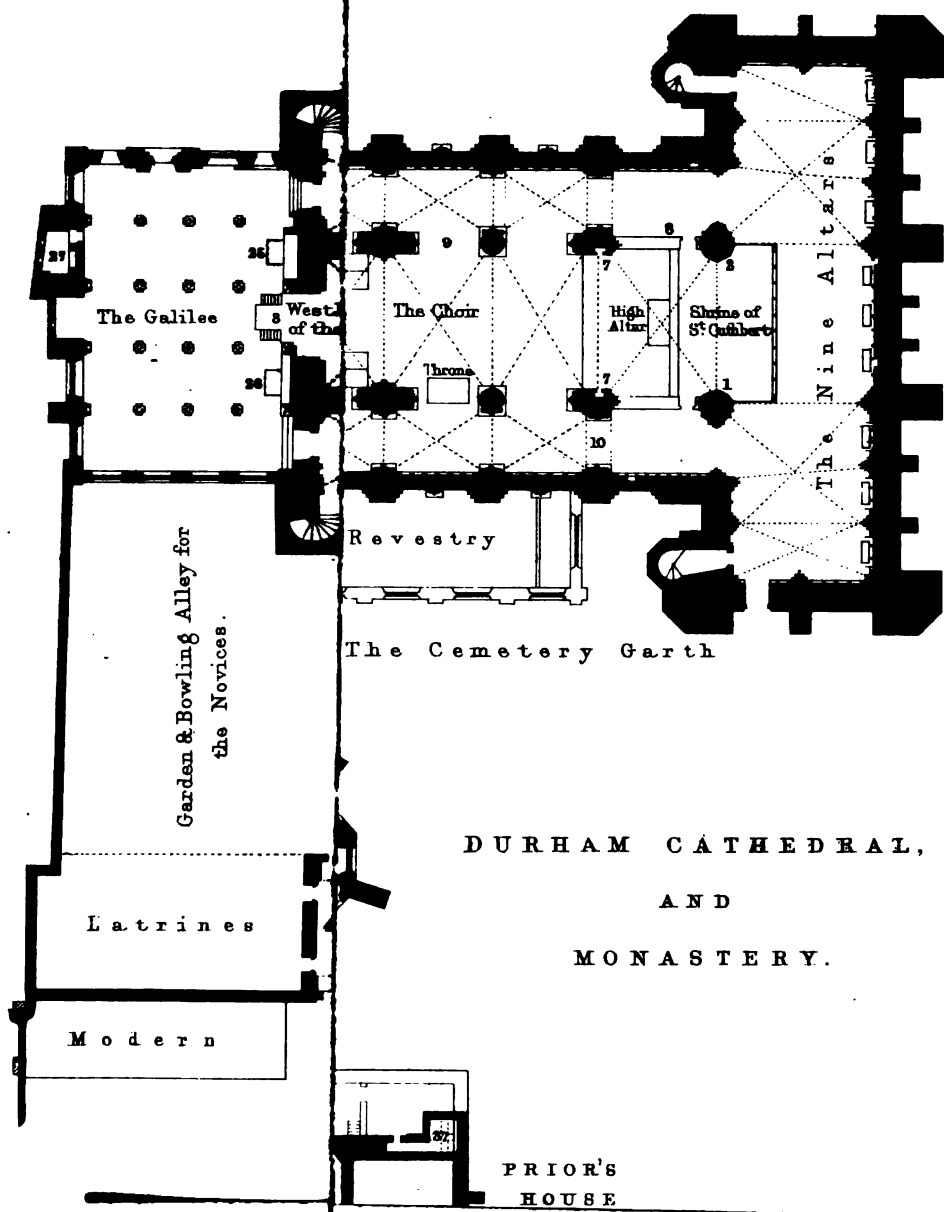 The Nine Altars
27
25
9
8
7
2
The Galilee
3
West
of the
The Choir
High
Altar
Shrine of
St Cuthbert
Throne
26
7
1
10
Revestry
Garden & Bowling Alley for
the Novices.
The Cemetery Garth
DURHAM CATHEDRAL,
AND
MONASTERY.
Latrines
Modern
37
PRIOR'S
HOUSE